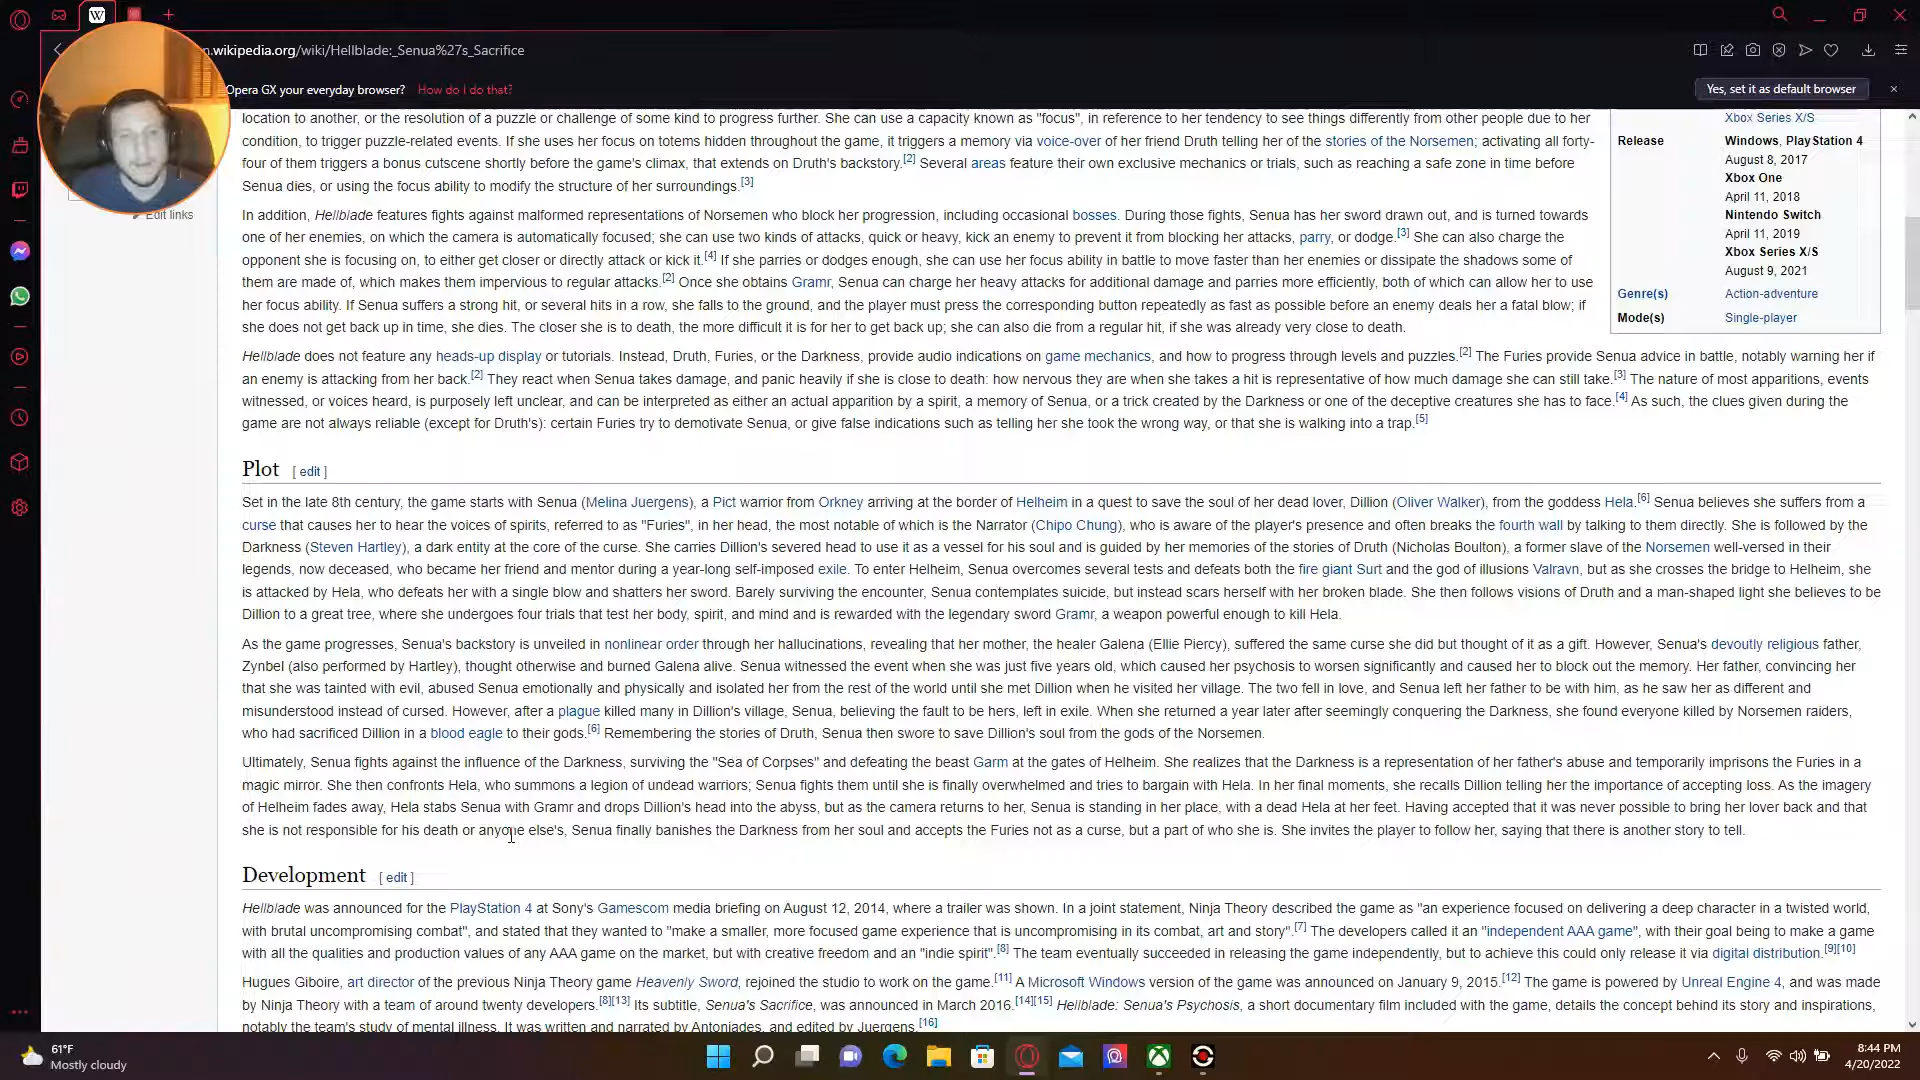 n.wikipedia.org/wiki/Hellblade:_Senua%27s_Sacrifice
Opera GX your everyday browser? How do I do that?
Yes, set it as default browser
Edit links
location to another, or the resolution of a puzzle or challenge of some kind to progress further. She can use a capacity known as "focus", in reference to her tendency to see things differently from other people due to her
condition, to trigger puzzle-related events. If she uses her focus on totems hidden throughout the game, it triggers a memory via voice-over of her friend Druth telling her of the stories of the Norsemen; activating all forty-
four of them triggers a bonus cutscene shortly before the game's climax, that extends on Druth's backstory.[2] Several areas feature their own exclusive mechanics or trials, such as reaching a safe zone in time before
Senua dies, or using the focus ability to modify the structure of her surroundings.[3]
In addition, Hellblade features fights against malformed representations of Norsemen who block her progression, including occasional bosses. During those fights, Senua has her sword drawn out, and is turned towards
one of her enemies, on which the camera is automatically focused; she can use two kinds of attacks, quick or heavy, kick an enemy to prevent it from blocking her attacks, parry, or dodge.[3] She can also charge the
opponent she is focusing on, to either get closer or directly attack or kick it.[4] If she parries or dodges enough, she can use her focus ability in battle to move faster than her enemies or dissipate the shadows some of
them are made of, which makes them impervious to regular attacks.[2] Once she obtains Gramr, Senua can charge her heavy attacks for additional damage and parries more efficiently, both of which can allow her to use
her focus ability. If Senua suffers a strong hit, or several hits in a row, she falls to the ground, and the player must press the corresponding button repeatedly as fast as possible before an enemy deals her a fatal blow; if
she does not get back up in time, she dies. The closer she is to death, the more difficult it is for her to get back up; she can also die from a regular hit, if she was already very close to death.
Xbox Series X/S
Release Windows, PlayStation 4
August 8, 2017
Xbox One
April 11, 2018
Nintendo Switch
April 11, 2019
Xbox Series X/S
August 9, 2021
Genre(s) Action-adventure
Mode(s) Single-player
Hellblade does not feature any heads-up display or tutorials. Instead, Druth, Furies, or the Darkness, provide audio indications on game mechanics, and how to progress through levels and puzzles.[2] The Furies provide Senua advice in battle, notably warning her if
an enemy is attacking from her back.[2] They react when Senua takes damage, and panic heavily if she is close to death: how nervous they are when she takes a hit is representative of how much damage she can still take.[3] The nature of most apparitions, events
witnessed, or voices heard, is purposely left unclear, and can be interpreted as either an actual apparition by a spirit, a memory of Senua, or a trick created by the Darkness or one of the deceptive creatures she has to face.[4] As such, the clues given during the
game are not always reliable (except for Druth's): certain Furies try to demotivate Senua, or give false indications such as telling her she took the wrong way, or that she is walking into a trap.[5]
Plot [ edit ]
Set in the late 8th century, the game starts with Senua (Melina Juergens), a Pict warrior from Orkney arriving at the border of Helheim in a quest to save the soul of her dead lover, Dillion (Oliver Walker), from the goddess Hela.[6] Senua believes she suffers from a
curse that causes her to hear the voices of spirits, referred to as "Furies", in her head, the most notable of which is the Narrator (Chipo Chung), who is aware of the player's presence and often breaks the fourth wall by talking to them directly. She is followed by the
Darkness (Steven Hartley), a dark entity at the core of the curse. She carries Dillion's severed head to use it as a vessel for his soul and is guided by her memories of the stories of Druth (Nicholas Boulton), a former slave of the Norsemen well-versed in their
legends, now deceased, who became her friend and mentor during a year-long self-imposed exile. To enter Helheim, Senua overcomes several tests and defeats both the fire giant Surt and the god of illusions Valravn, but as she crosses the bridge to Helheim, she
is attacked by Hela, who defeats her with a single blow and shatters her sword. Barely surviving the encounter, Senua contemplates suicide, but instead scars herself with her broken blade. She then follows visions of Druth and a man-shaped light she believes to be
Dillion to a great tree, where she undergoes four trials that test her body, spirit, and mind and is rewarded with the legendary sword Gramr, a weapon powerful enough to kill Hela.
As the game progresses, Senua's backstory is unveiled in nonlinear order through her hallucinations, revealing that her mother, the healer Galena (Ellie Piercy), suffered the same curse she did but thought of it as a gift. However, Senua's devoutly religious father,
Zynbel (also performed by Hartley), thought otherwise and burned Galena alive. Senua witnessed the event when she was just five years old, which caused her psychosis to worsen significantly and caused her to block out the memory. Her father, convincing her
that she was tainted with evil, abused Senua emotionally and physically and isolated her from the rest of the world until she met Dillion when he visited her village. The two fell in love, and Senua left her father to be with him, as he saw her as different and
misunderstood instead of cursed. However, after a plague killed many in Dillion's village, Senua, believing the fault to be hers, left in exile. When she returned a year later after seemingly conquering the Darkness, she found everyone killed by Norsemen raiders,
who had sacrificed Dillion in a blood eagle to their gods.[6] Remembering the stories of Druth, Senua then swore to save Dillion's soul from the gods of the Norsemen.
Ultimately, Senua fights against the influence of the Darkness, surviving the "Sea of Corpses" and defeating the beast Garm at the gates of Helheim. She realizes that the Darkness is a representation of her father's abuse and temporarily imprisons the Furies in a
magic mirror. She then confronts Hela, who summons a legion of undead warriors; Senua fights them until she is finally overwhelmed and tries to bargain with Hela. In her final moments, she recalls Dillion telling her the importance of accepting loss. As the imagery
of Helheim fades away, Hela stabs Senua with Gramr and drops Dillion's head into the abyss, but as the camera returns to her, Senua is standing in her place, with a dead Hela at her feet. Having accepted that it was never possible to bring her lover back and that
she is not responsible for his death or anyone else's, Senua finally banishes the Darkness from her soul and accepts the Furies not as a curse, but a part of who she is. She invites the player to follow her, saying that there is another story to tell.
Development [ edit ]
Hellblade was announced for the PlayStation 4 at Sony's Gamescom media briefing on August 12, 2014, where a trailer was shown. In a joint statement, Ninja Theory described the game as "an experience focused on delivering a deep character in a twisted world,
with brutal uncompromising combat", and stated that they wanted to "make a smaller, more focused game experience that is uncompromising in its combat, art and story".[7] The developers called it an "independent AAA game", with their goal being to make a game
with all the qualities and production values of any AAA game on the market, but with creative freedom and an "indie spirit".[8] The team eventually succeeded in releasing the game independently, but to achieve this could only release it via digital distribution.[9][10]
Hugues Giboire, art director of the previous Ninja Theory game Heavenly Sword, rejoined the studio to work on the game.[11] A Microsoft Windows version of the game was announced on January 9, 2015.[12] The game is powered by Unreal Engine 4, and was made
by Ninja Theory with a team of around twenty developers.[8][13] Its subtitle, Senua's Sacrifice, was announced in March 2016.[14][15] Hellblade: Senua's Psychosis, a short documentary film included with the game, details the concept behind its story and inspirations,
notably the team's study of mental illness. It was written and narrated by Antoniades, and edited by Juergens.[16]
61°F
Mostly cloudy
8:44 PM
4/20/2022